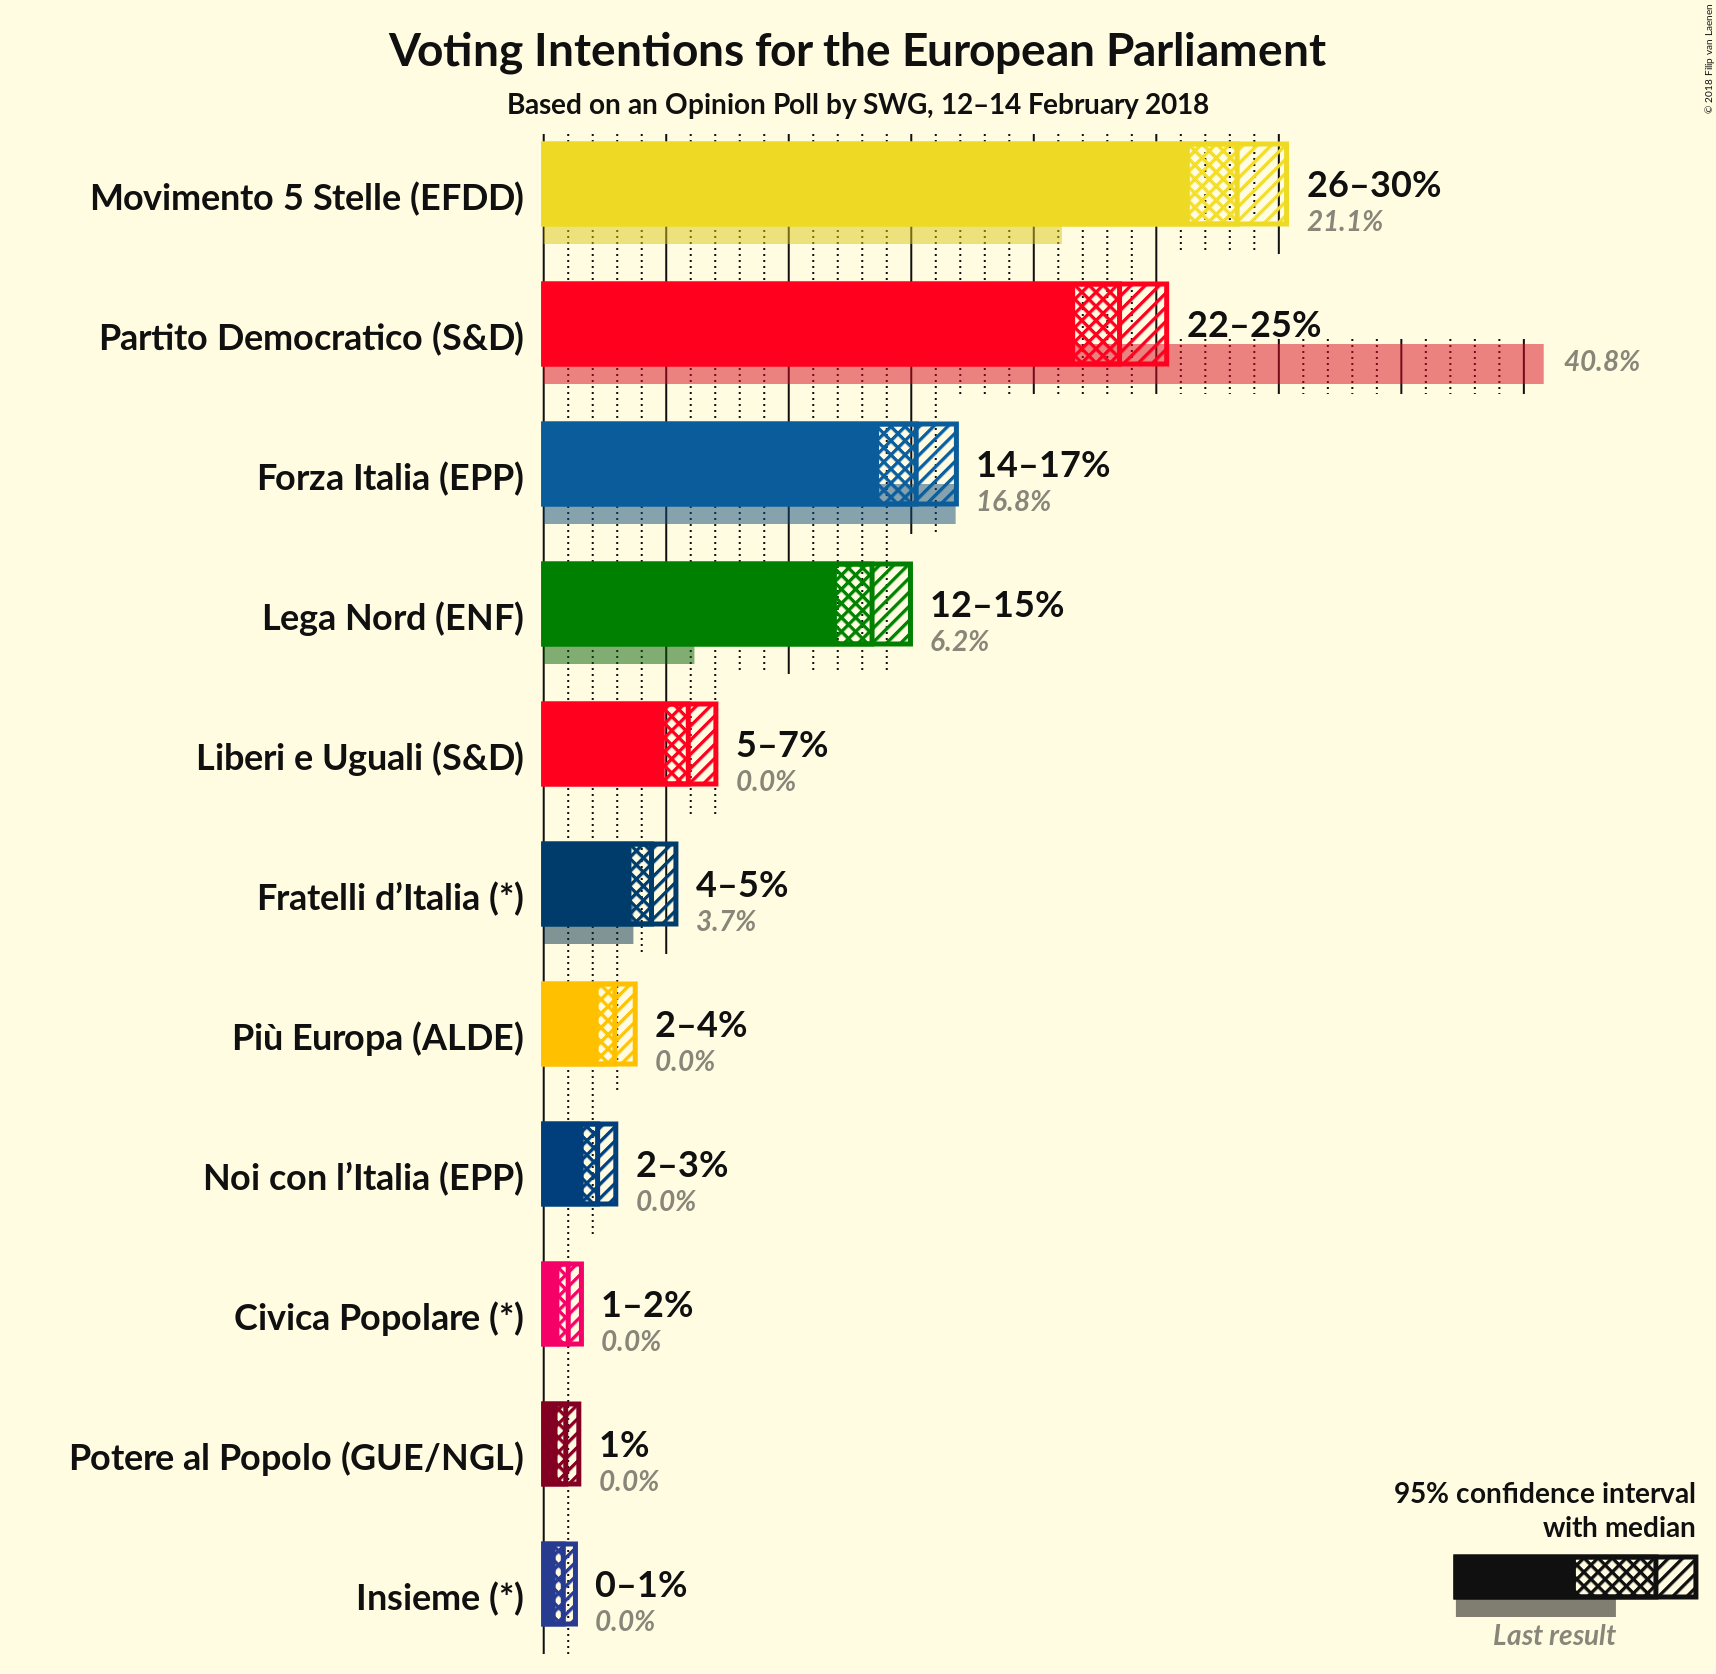 Voting Intentions for the European Parliament
Based on an Opinion Poll by SWG, 12–14 February 2018
© 2018 Filip van Laenen
Movimento 5 Stelle (EFDD)
26–30%
21.1%
Partito Democratico (S&D)
22–25%
40.8%
Forza Italia (EPP)
14–17%
16.8%
Lega Nord (ENF)
12–15%
6.2%
Liberi e Uguali (S&D)
5–7%
0.0%
Fratelli d’Italia (*)
4–5%
3.7%
Più Europa (ALDE)
2–4%
0.0%
Noi con l’Italia (EPP)
2–3%
0.0%
Civica Popolare (*)
1–2%
0.0%
Potere al Popolo (GUE/NGL)
1%
0.0%
Insieme (*)
0–1%
0.0%
95% confidence interval
with median
Last result